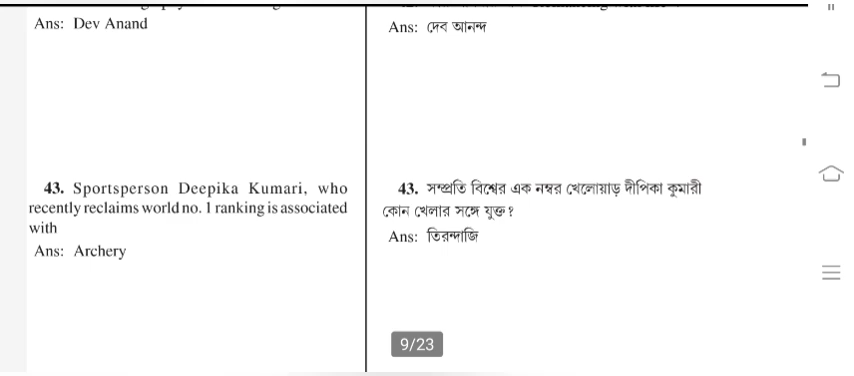 Ans: Dev Anand
43. Sportsperson Deepika Kumari, who
recently reclaims world no. 1 ranking is associated
with
Ans: Archery
Ans: দেব আনন্দ
43. সম্প্রতি বিশ্বের এক নম্বর খেলোয়াড় দীপিকা কুমারী
কোন খেলার সঙ্গে যুক্ত?
Ans: তিরন্দাজি
9/23